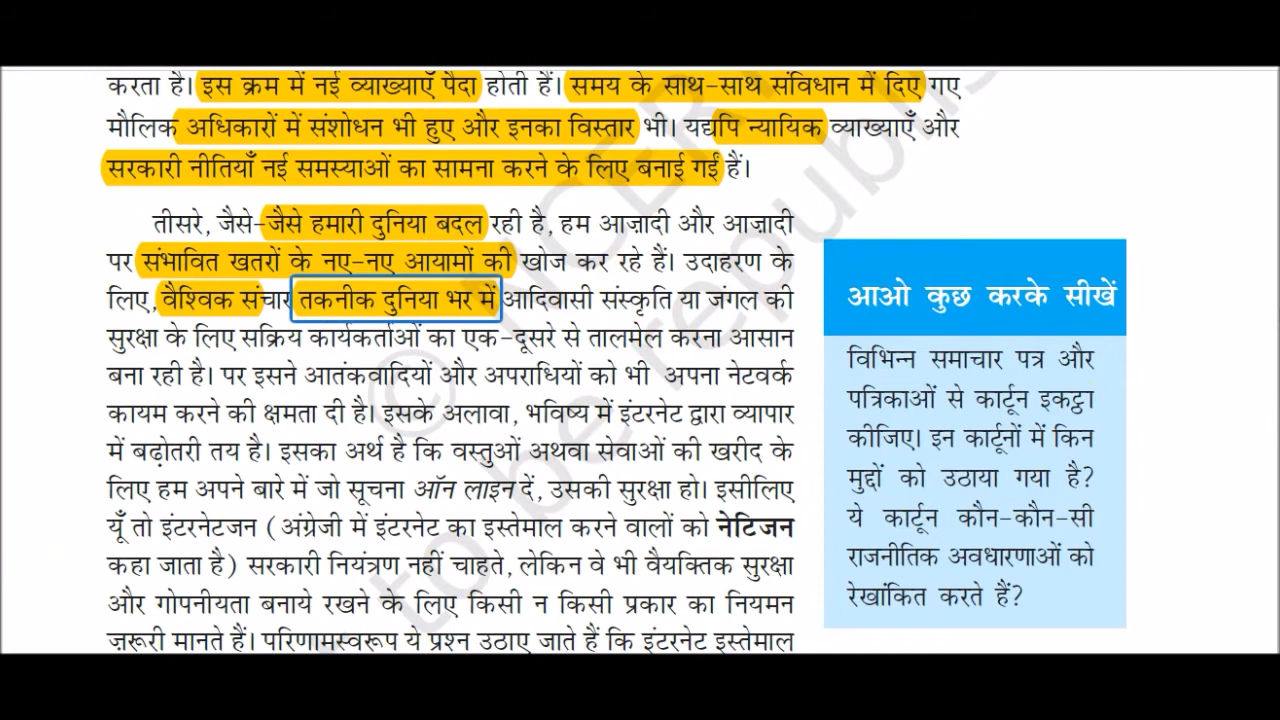 करता है। इस क्रम में नई व्याख्याएँ पैदा होती हैं। समय के साथ-साथ संविधान में दिए गए
मौलिक अधिकारों में संशोधन भी हुए और इनका विस्तार भी। यद्यपि न्यायिक व्याख्याएँ और
सरकारी नीतियाँ नई समस्याओं का सामना करने के लिए बनाई गईं हैं।
तीसरे, जैसे-जैसे हमारी दुनिया बदल रही है, हम आज़ादी और आज़ादी
पर संभावित खतरों के नए-नए आयामों की खोज कर रहे हैं। उदाहरण के
लिए, वैश्विक संचार तकनीक दुनिया भर में आदिवासी संस्कृति या जंगल की
सुरक्षा के लिए सक्रिय कार्यकर्ताओं का एक-दूसरे से तालमेल करना आसान
बना रही है। पर इसने आतंकवादियों और अपराधियों को भी अपना नेटवर्क
कायम करने की क्षमता दी है। इसके अलावा, भविष्य में इंटरनेट द्वारा व्यापार
में बढ़ोतरी तय है। इसका अर्थ है कि वस्तुओं अथवा सेवाओं की खरीद के
लिए हम अपने बारे में जो सूचना ऑन लाइन दें, उसकी सुरक्षा हो। इसीलिए
यूँ तो इंटरनेटजन (अंग्रेजी में इंटरनेट का इस्तेमाल करने वालों को नेटिजन
कहा जाता है) सरकारी नियंत्रण नहीं चाहते, लेकिन वे भी वैयक्तिक सुरक्षा
और गोपनीयता बनाये रखने के लिए किसी न किसी प्रकार का नियमन
ज़रूरी मानते हैं। परिणामस्वरूप ये प्रश्न उठाए जाते हैं कि इंटरनेट इस्तेमाल
आओ कुछ करके सीखें
विभिन्न समाचार पत्र और
पत्रिकाओं से कार्टून इकट्ठा
कीजिए। इन कार्टूनों में किन
मुद्दों को उठाया गया है?
ये कार्टून कौन-कौन-सी
राजनीतिक अवधारणाओं को
रेखांकित करते हैं?
© NCERT
to be republis